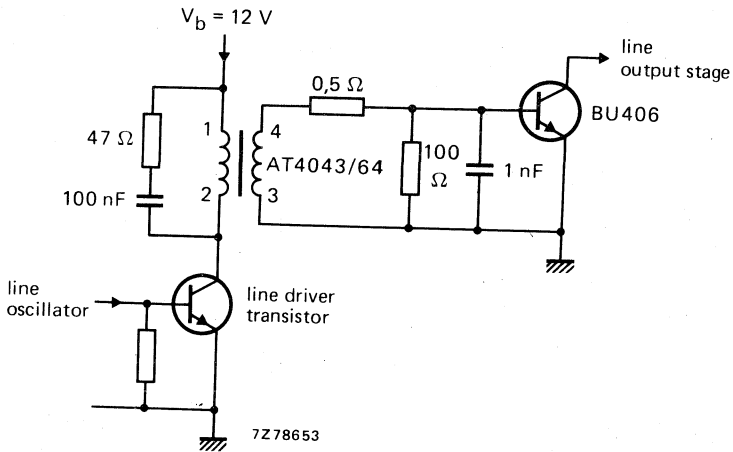 V_b = 12 V
line
output stage
0,5 Ω
BU406
47 Ω
1
4
100
Ω
1 nF
AT4043/64
100 nF
2
3
line
oscillator
line driver
transistor
7Z78653